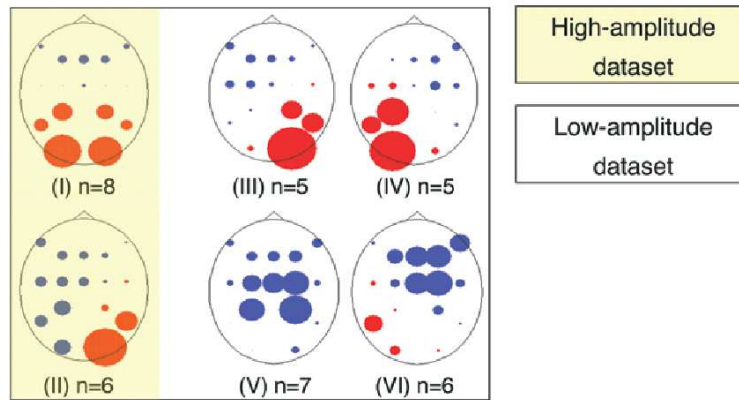 High-amplitude
dataset
Low-amplitude
dataset
(I) n=8
(III) n=5
(IV) n=5
(II) n=6
(V) n=7
(VI) n=6